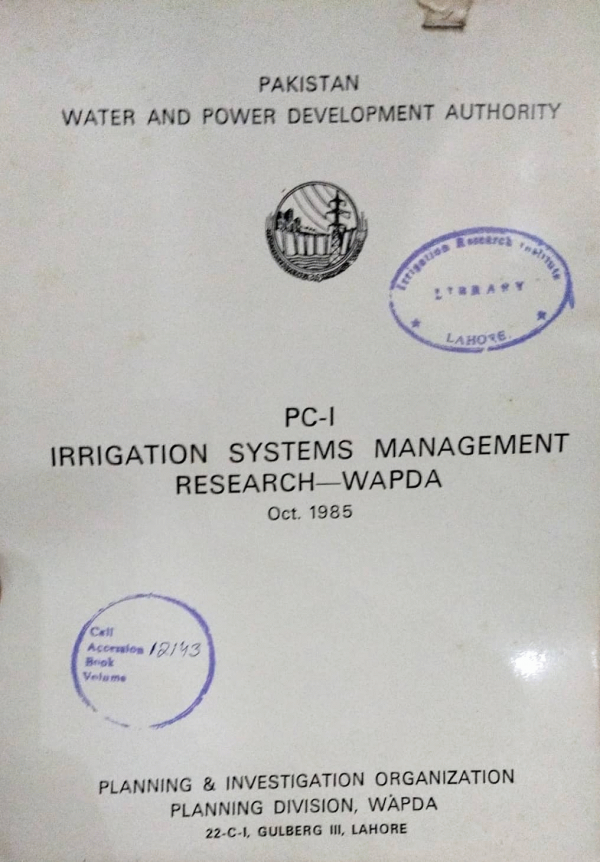 PAKISTAN
WATER AND POWER DEVELOPMENT AUTHORITY
Irrigation Research Institute
LIBRARY
LAHORE.
PC-I
IRRIGATION SYSTEMS MANAGEMENT
RESEARCH—WAPDA
Oct. 1985
Call
Accession 12143
Book
Volume
PLANNING & INVESTIGATION ORGANIZATION
PLANNING DIVISION, WAPDA
22-C-I, GULBERG III, LAHORE